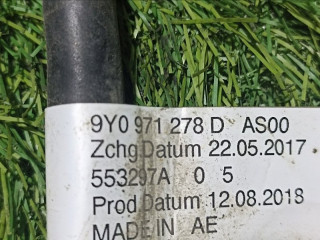 9Y0 971 278 D AS00
Zchg.Datum 22.05.2017
553297A 0 5
Prod.Datum 12.08.2018
MADE IN AE